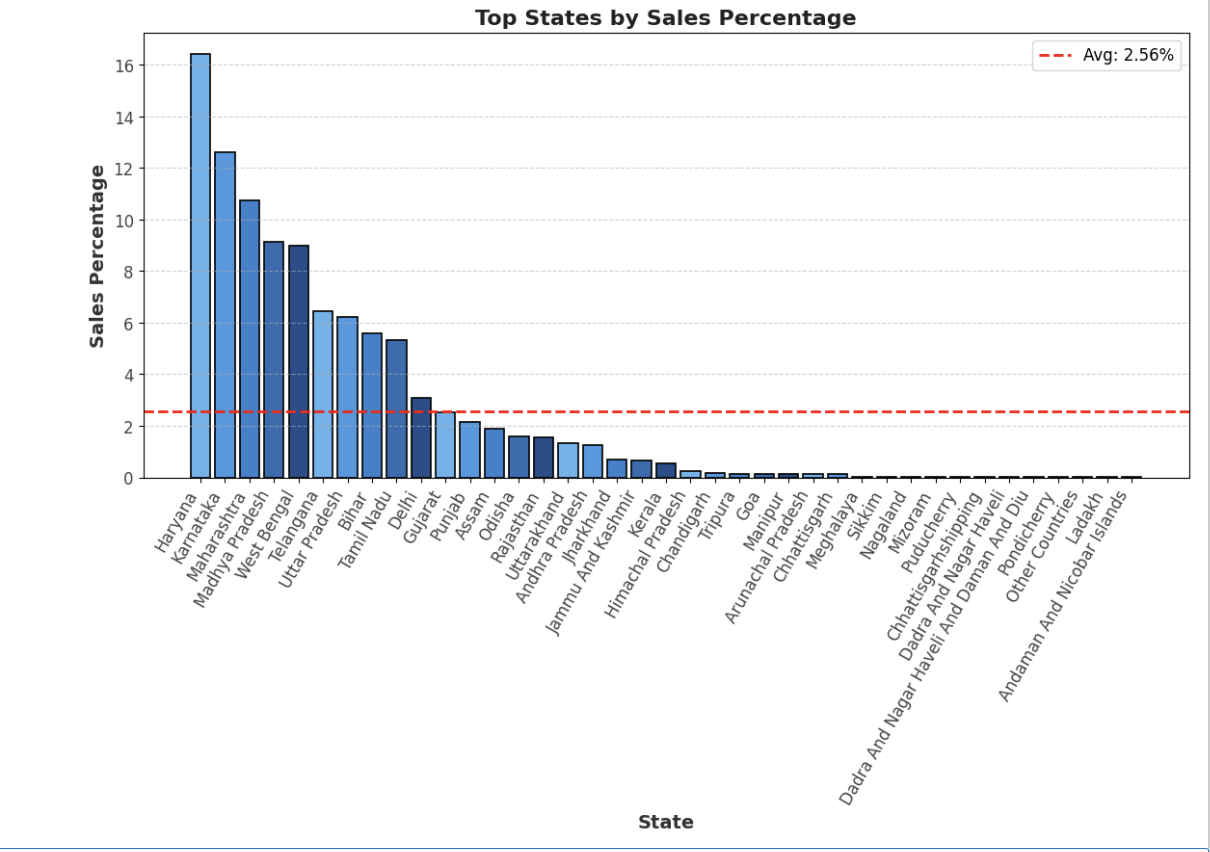 Top States by Sales Percentage
Avg: 2.56%
Sales Percentage
16
14
12
10
8
6
4
2
0
Haryana
Karnataka
Maharashtra
Madhya Pradesh
West Bengal
Telangana
Uttar Pradesh
Bihar
Tamil Nadu
Delhi
Gujarat
Punjab
Assam
Odisha
Rajasthan
Uttarakhand
Andhra Pradesh
Jharkhand
Jammu And Kashmir
Kerala
Himachal Pradesh
Chandigarh
Tripura
Goa
Manipur
Arunachal Pradesh
Chhattisgarh
Meghalaya
Sikkim
Nagaland
Mizoram
Puducherry
Chhattisgarhshipping
Dadra And Nagar Haveli
Dadra And Nagar Haveli And Daman And Diu
Pondicherry
Other Countries
Ladakh
Andaman And Nicobar Islands
State